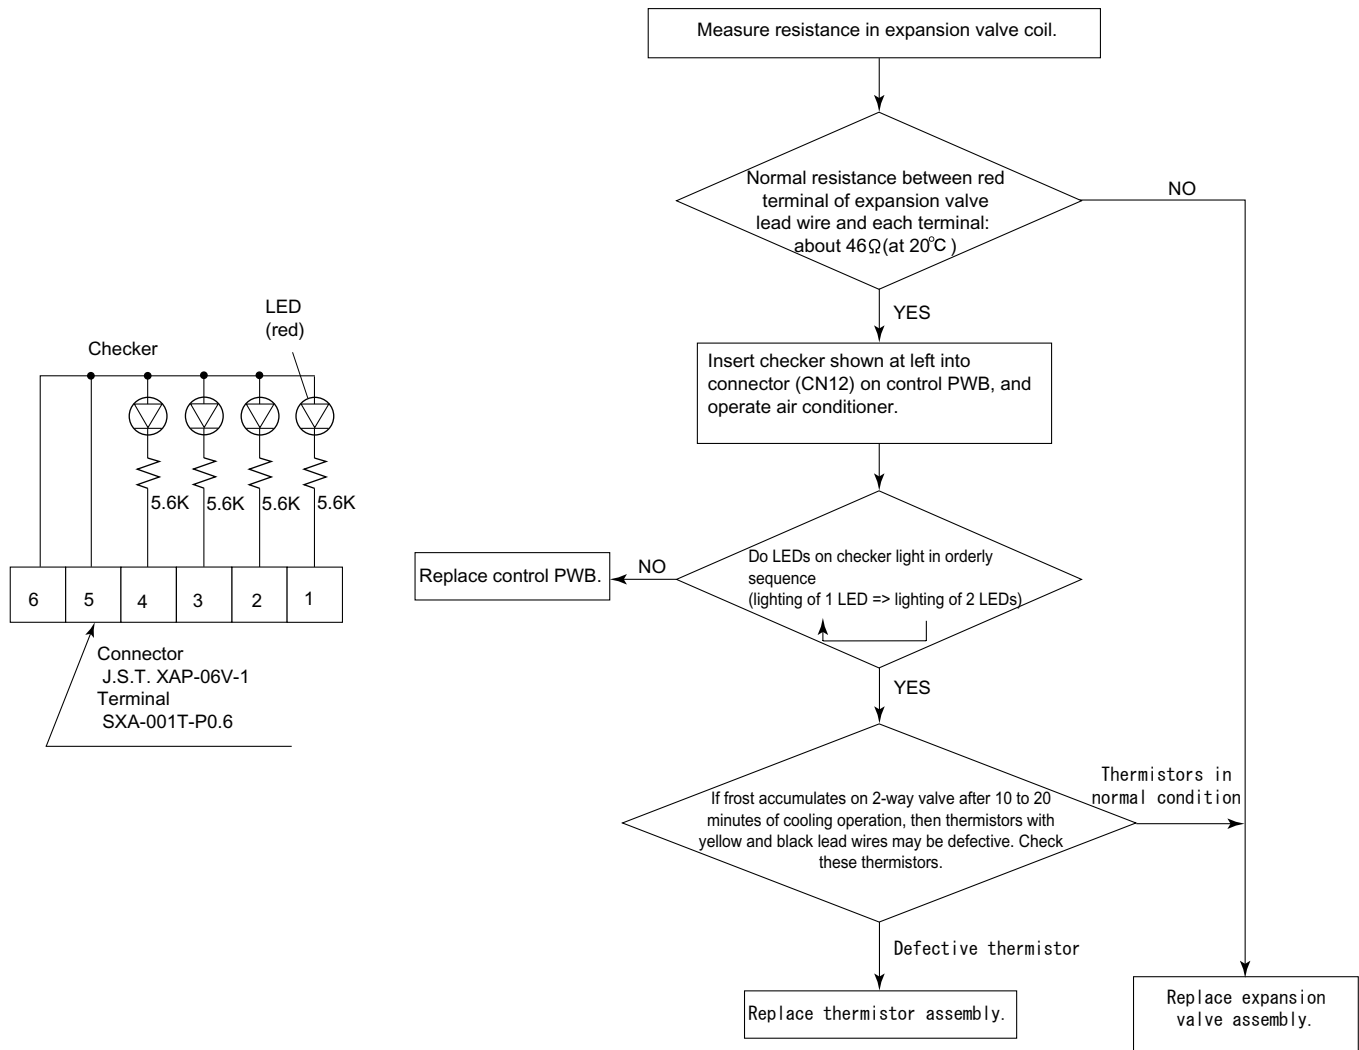 Measure resistance in expansion valve coil.
Normal resistance between red
terminal of expansion valve
lead wire and each terminal:
about 46Ω(at 20℃)
NO
YES
Insert checker shown at left into
connector (CN12) on control PWB, and
operate air conditioner.
LED
(red)
Checker
5.6K 5.6K 5.6K 5.6K
6 5 4 3 2 1
Connector
J.S.T. XAP-06V-1
Terminal
SXA-001T-P0.6
Do LEDs on checker light in orderly
sequence
(lighting of 1 LED => lighting of 2 LEDs)
NO
Replace control PWB.
YES
If frost accumulates on 2-way valve after 10 to 20
minutes of cooling operation, then thermistors with
yellow and black lead wires may be defective. Check
these thermistors.
Thermistors in
normal condition
Defective thermistor
Replace thermistor assembly.
Replace expansion
valve assembly.